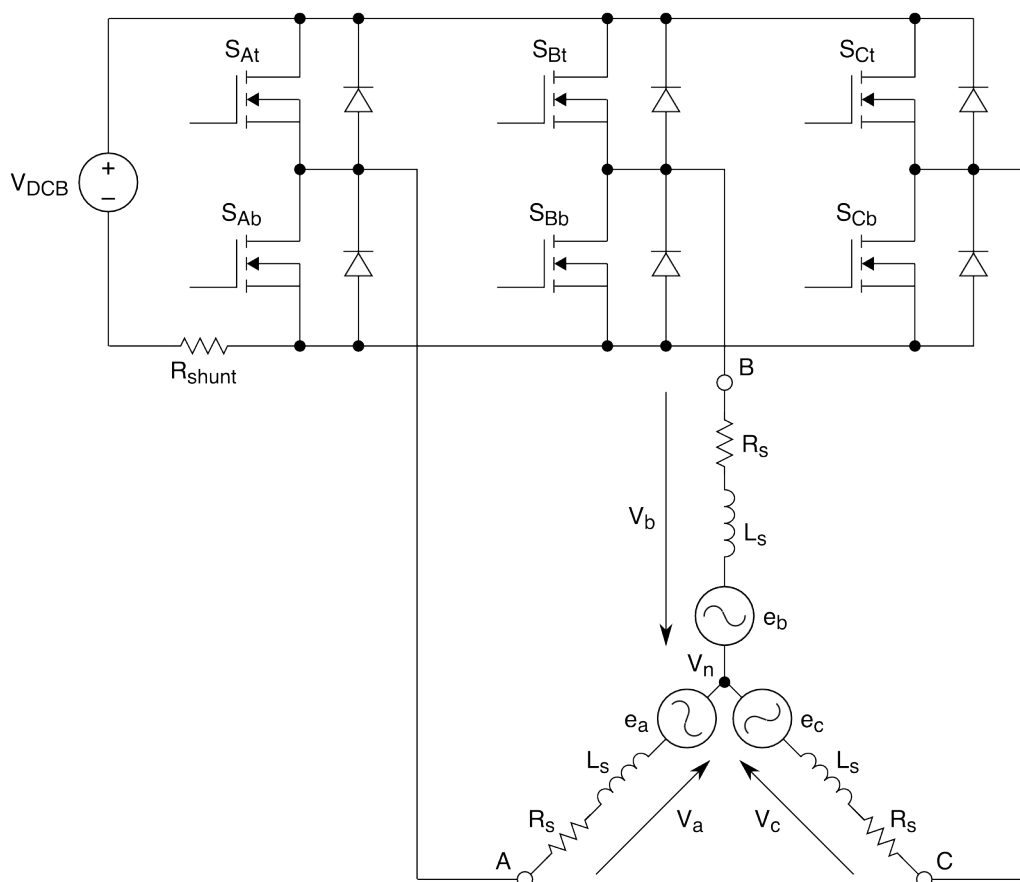 S_At
S_Bt
S_Ct
+
V_DCB
−
S_Ab
S_Bb
S_Cb
R_shunt
B
R_s
V_b
L_s
e_b
V_n
e_a
e_c
L_s
L_s
R_s
V_a
V_c
R_s
A
C